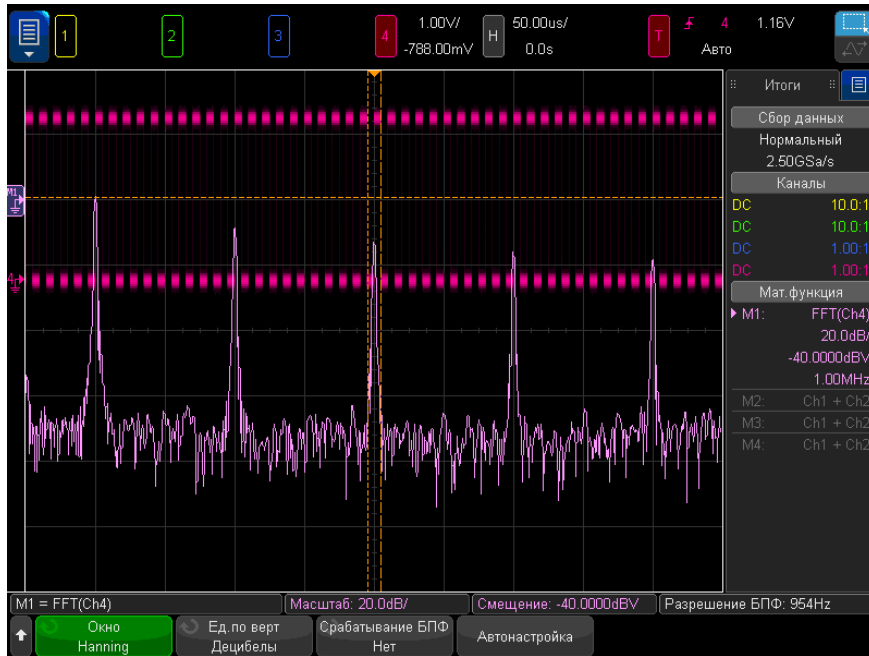 1 2 3 4 1.00V/ -788.00mV H 50.00us/ 0.0s T 4 1.16V Авто
Итоги
Сбор данных
Нормальный
2.50GSa/s
Каналы
DC 10.0:1
DC 10.0:1
DC 1.00:1
DC 1.00:1
Мат.функция
M1: FFT(Ch4)
20.0dB/
-40.0000dBV
1.00MHz
M2: Ch1 + Ch2
M3: Ch1 + Ch2
M4: Ch1 + Ch2
M1
4
M1 = FFT(Ch4) Масштаб: 20.0dB/ Смещение: -40.0000dBV Разрешение БПФ: 954Hz
Окно
Hanning
Ед.по верт
Децибелы
Срабатывание БПФ
Нет
Автонастройка